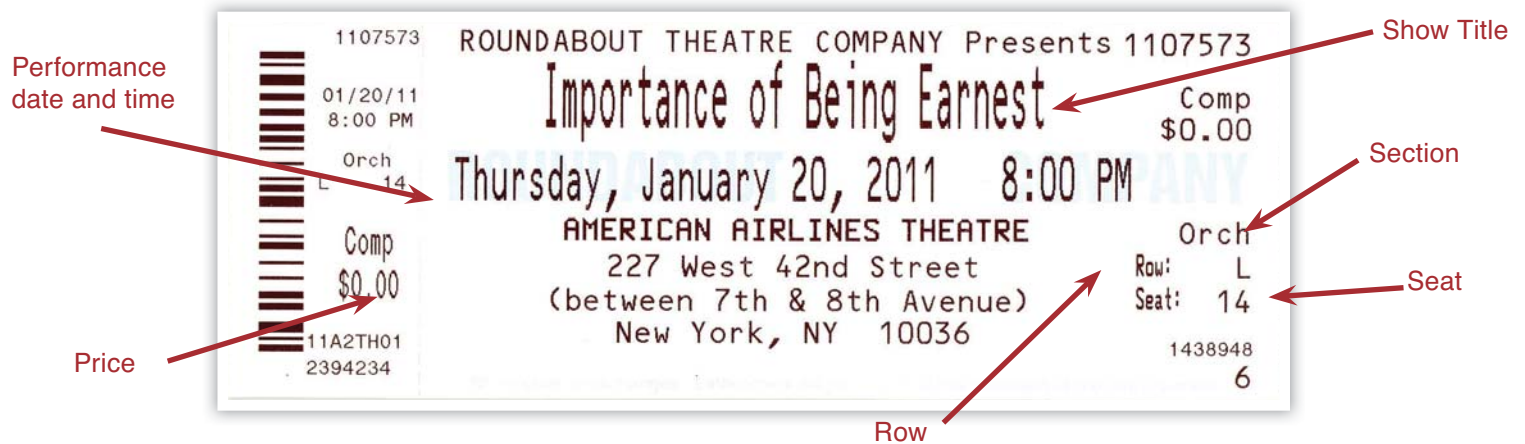 Performance
date and time
Price
1107573
01/20/11
8:00 PM
Orch
L 14
Comp
$0.00
11A2TH01
2394234
ROUNDABOUT THEATRE COMPANY Presents 1107573
Importance of Being Earnest
Comp
$0.00
ROUNDABOUT COMPANY
Thursday, January 20, 2011 8:00 PM
AMERICAN AIRLINES THEATRE
227 West 42nd Street
(between 7th & 8th Avenue)
New York, NY 10036
Orch
Row: L
Seat: 14
1438948
6
Show Title
Section
Seat
Row